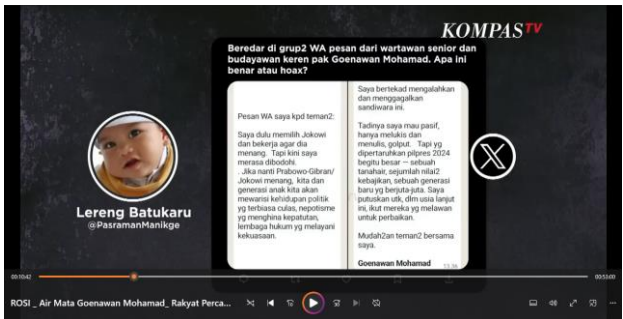 KOMPASTV
Beredar di grup2 WA pesan dari wartawan senior dan
budayawan keren pak Goenawan Mohamad. Apa ini
benar atau hoax?
Pesan WA saya kpd teman2:
Saya dulu memilih Jokowi
dan bekerja agar dia
menang. Tapi kini saya
merasa dibodohi.
. Jika nanti Prabowo-Gibran/
Jokowi menang, kita dan
generasi anak kita akan
mewarisi kehidupan politik
yg terbiasa culas, nepotisme
yg menghina kepatutan,
lembaga hukum yg melayani
kekuasaan.
Saya bertekad mengalahkan
dan menggagalkan
sandiwara ini.
Tadinya saya mau pasif,
hanya melukis dan
menulis, golput. Tapi yg
dipertaruhkan pilpres 2024
begitu besar — sebuah
tanahair, sejumlah nilai2
kebajikan, sebuah generasi
baru yg berjuta-juta. Saya
putuskan utk, dlm usia lanjut
ini, ikut mereka yg melawan
untuk perbaikan.
Mudah2an teman2 bersama
saya.
Goenawan Mohamad 13.36
X
Lereng Batukaru
@PasramanManikge
00:10:42
00:53:00
ROSI _ Air Mata Goenawan Mohamad_ Rakyat Perca...